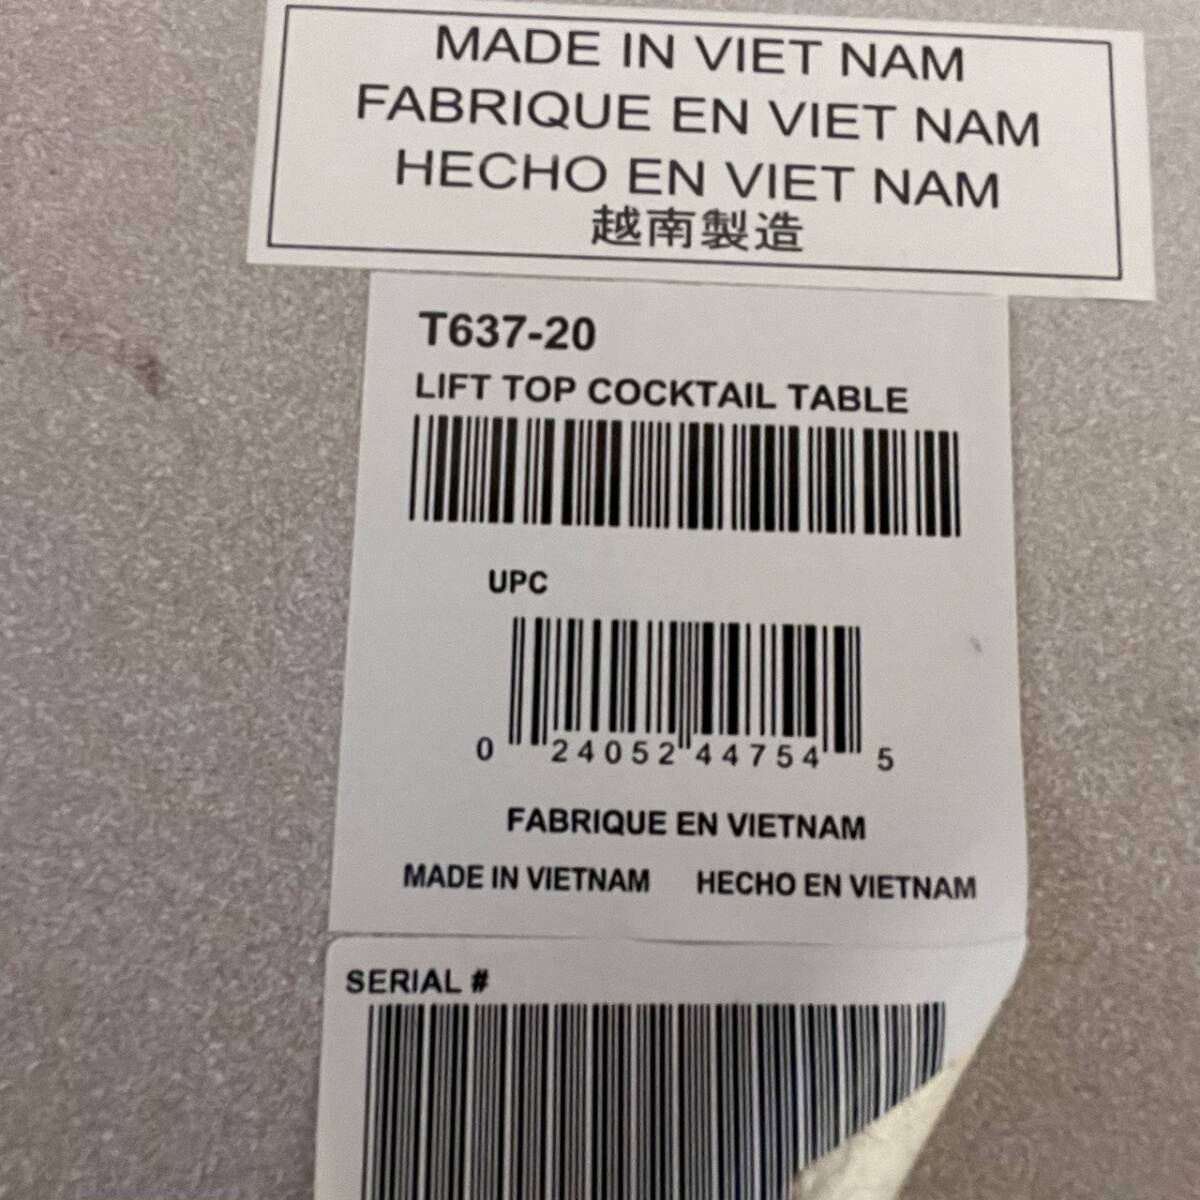 MADE IN VIET NAM
FABRIQUE EN VIET NAM
HECHO EN VIET NAM
越南製造
T637-20
LIFT TOP COCKTAIL TABLE
UPC
0 24052 44754 5
FABRIQUE EN VIETNAM
MADE IN VIETNAM HECHO EN VIETNAM
SERIAL #